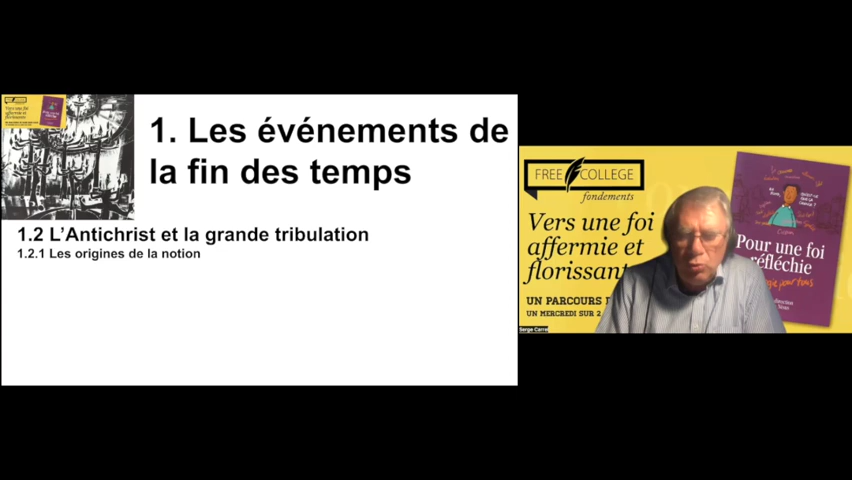 1. Les événements de
la fin des temps
1.2 L'Antichrist et la grande tribulation
1.2.1 Les origines de la notion
FREE COLLEGE
fondements
Vers une foi
affermie et
UN PARCOURS
UN MERCREDI SUR 2
Pour une foi
réfléchie
pour tous
Serge Carrel